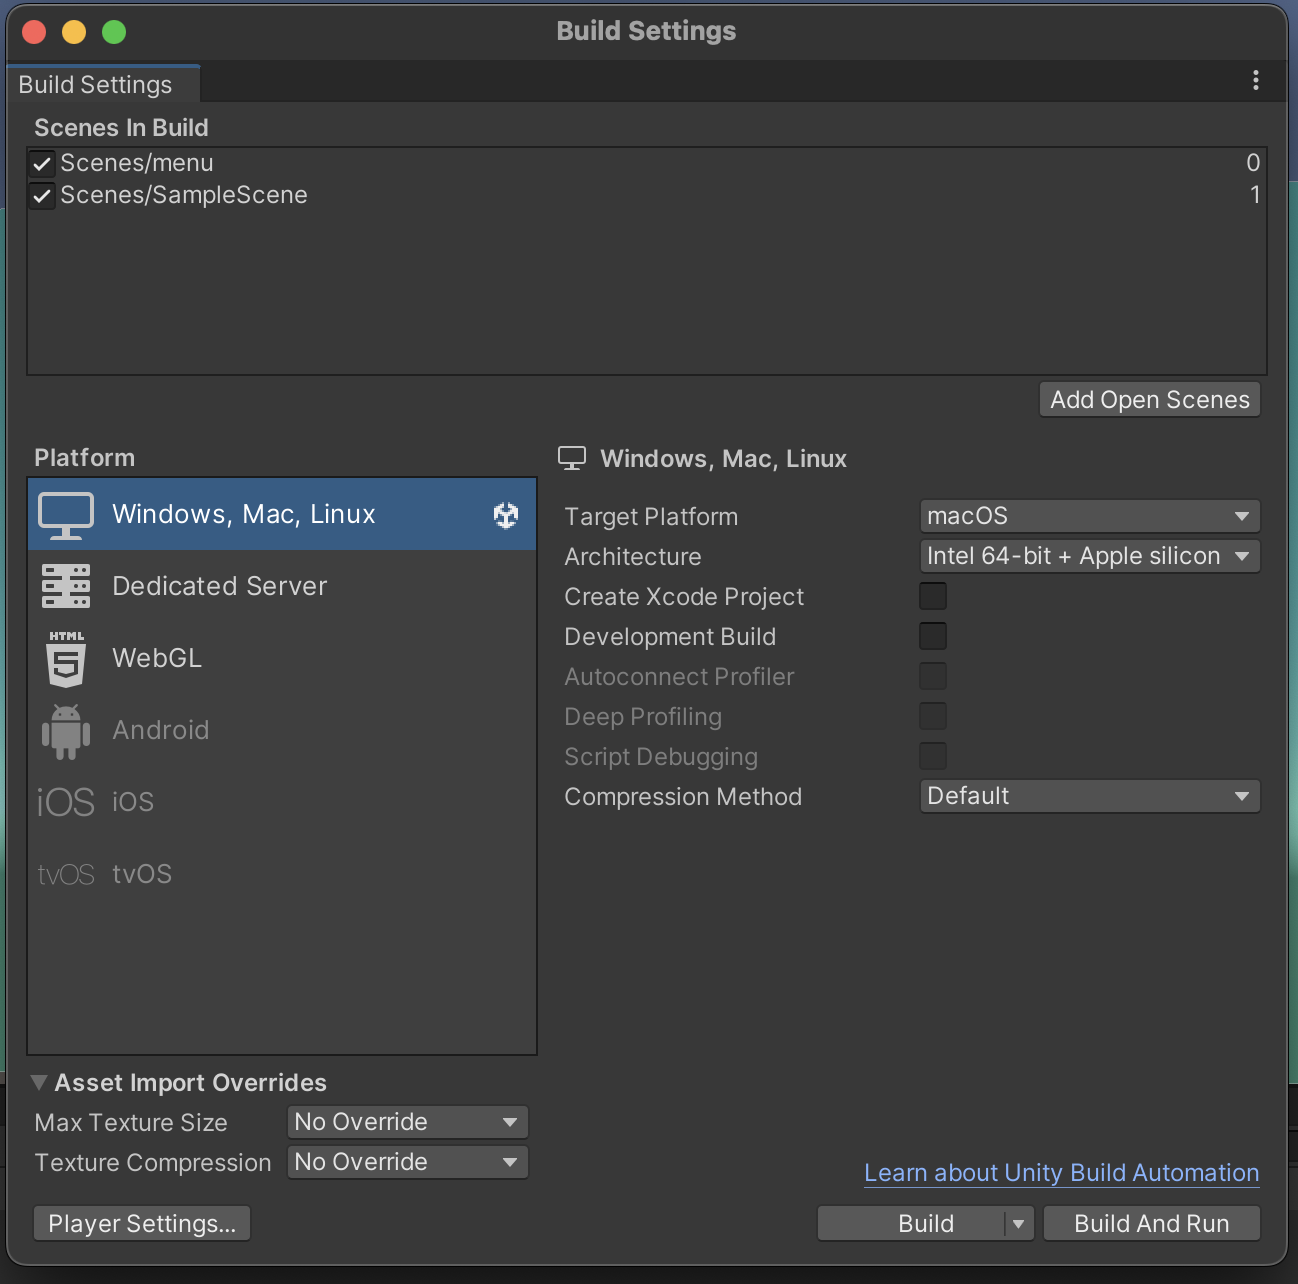 Build Settings
Build Settings
Scenes In Build
Scenes/menu 0
Scenes/SampleScene 1
Add Open Scenes
Platform
Windows, Mac, Linux
Dedicated Server
HTML
5
WebGL
Android
iOS iOS
tvOS tvOS
Windows, Mac, Linux
Target Platform macOS
Architecture Intel 64-bit + Apple silicon
Create Xcode Project
Development Build
Autoconnect Profiler
Deep Profiling
Script Debugging
Compression Method Default
Asset Import Overrides
Max Texture Size No Override
Texture Compression No Override
Learn about Unity Build Automation
Player Settings... Build Build And Run